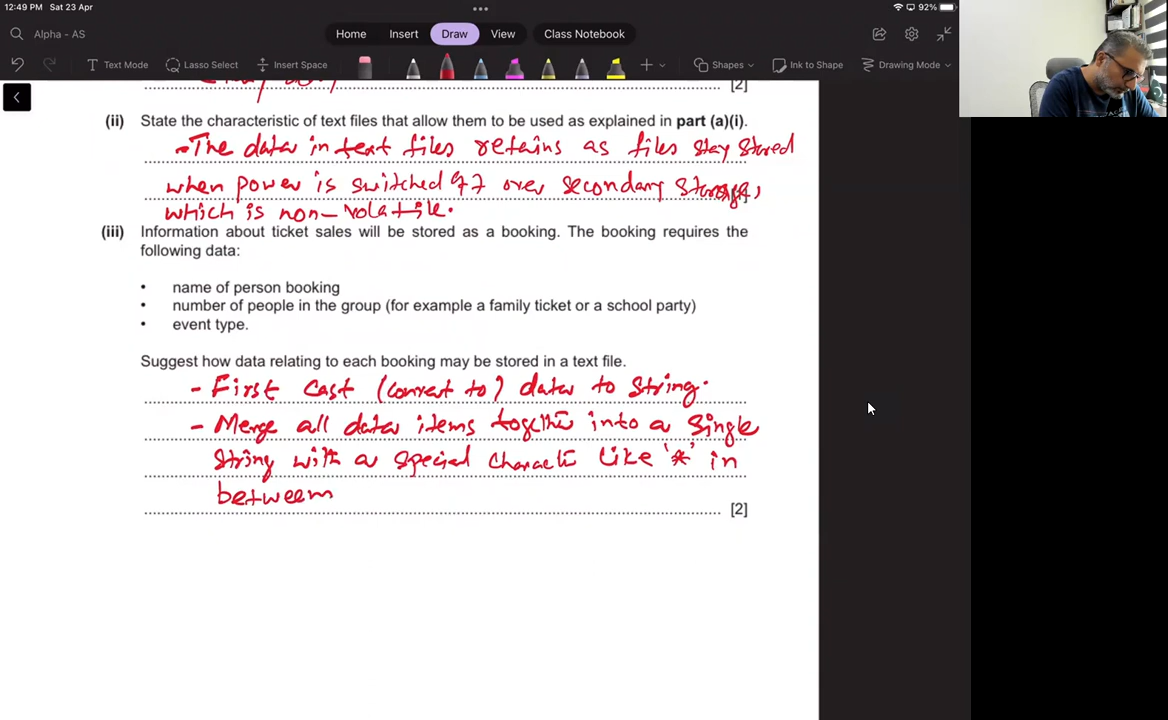 12:49 PM Sat 23 Apr
92%
Alpha - AS
Home Insert Draw View Class Notebook
Text Mode Lasso Select Insert Space Shapes Ink to Shape Drawing Mode
[2]
(ii) State the characteristic of text files that allow them to be used as explained in part (a)(i).
The data in text files retains as files stay stored
when power is switched off over secondary storage,
which is non-volatile.
(iii) Information about ticket sales will be stored as a booking. The booking requires the
following data:
• name of person booking
• number of people in the group (for example a family ticket or a school party)
• event type.
Suggest how data relating to each booking may be stored in a text file.
- First cast (convert to) data to string.
- Merge all data items together into a single
string with a special character like '*' in
betweem
[2]